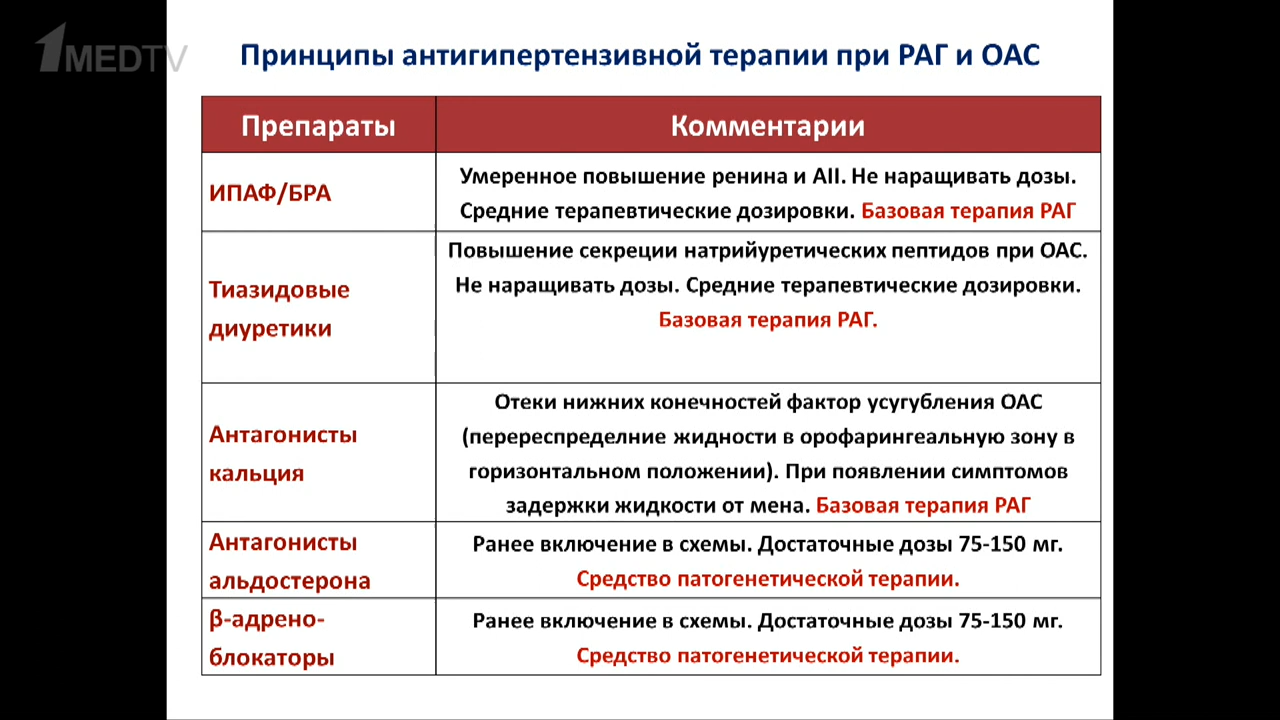 1MEDTV
Принципы антигипертензивной терапии при РАГ и ОАС
Препараты
Комментарии
ИПАФ/БРА
Умеренное повышение ренина и АII. Не наращивать дозы.
Средние терапевтические дозировки. Базовая терапия РАГ
Тиазидовые
диуретики
Повышение секреции натрийуретических пептидов при ОАС.
Не наращивать дозы. Средние терапевтические дозировки.
Базовая терапия РАГ.
Антагонисты
кальция
Отеки нижних конечностей фактор усугубления ОАС
(перереспределние жидности в орофарингеальную зону в
горизонтальном положении). При появлении симптомов
задержки жидкости от мена. Базовая терапия РАГ
Антагонисты
альдостерона
Ранее включение в схемы. Достаточные дозы 75-150 мг.
Средство патогенетической терапии.
β-адрено-
блокаторы
Ранее включение в схемы. Достаточные дозы 75-150 мг.
Средство патогенетической терапии.